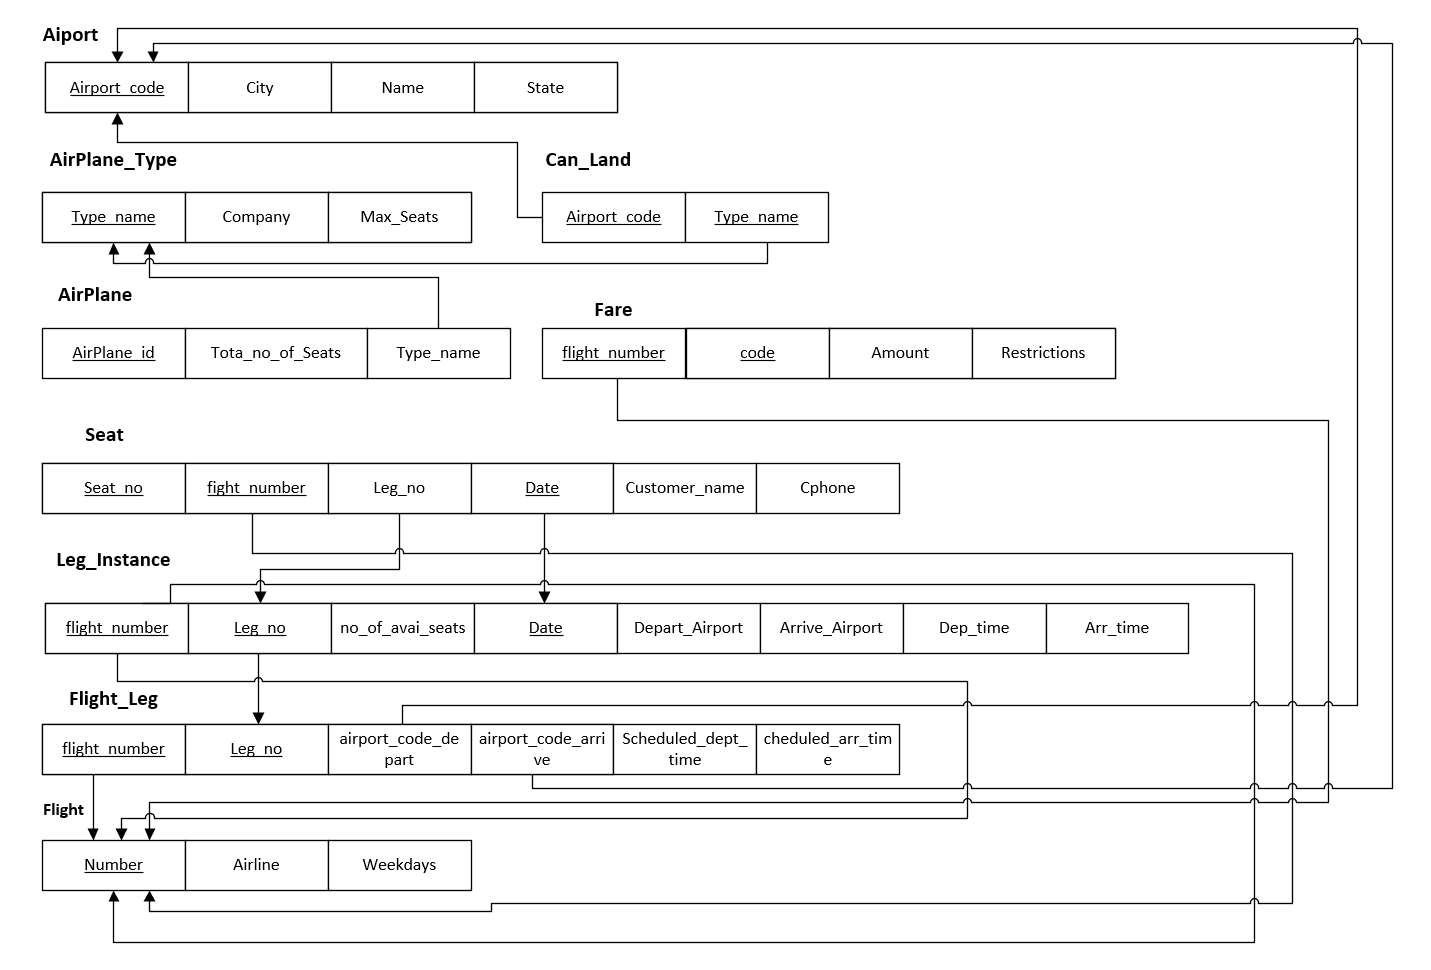 Aiport
Airport_code City Name State
AirPlane_Type Can_Land
Type_name Company Max_Seats Airport_code Type_name
AirPlane
Fare
AirPlane_id Tota_no_of_Seats Type_name flight_number code Amount Restrictions
Seat
Seat_no fight_number Leg_no Date Customer_name Cphone
Leg_Instance
flight_number Leg_no no_of_avai_seats Date Depart_Airport Arrive_Airport Dep_time Arr_time
Flight_Leg
flight_number Leg_no airport_code_de
part airport_code_arri
ve Scheduled_dept_
time cheduled_arr_tim
e
Flight
Number Airline Weekdays